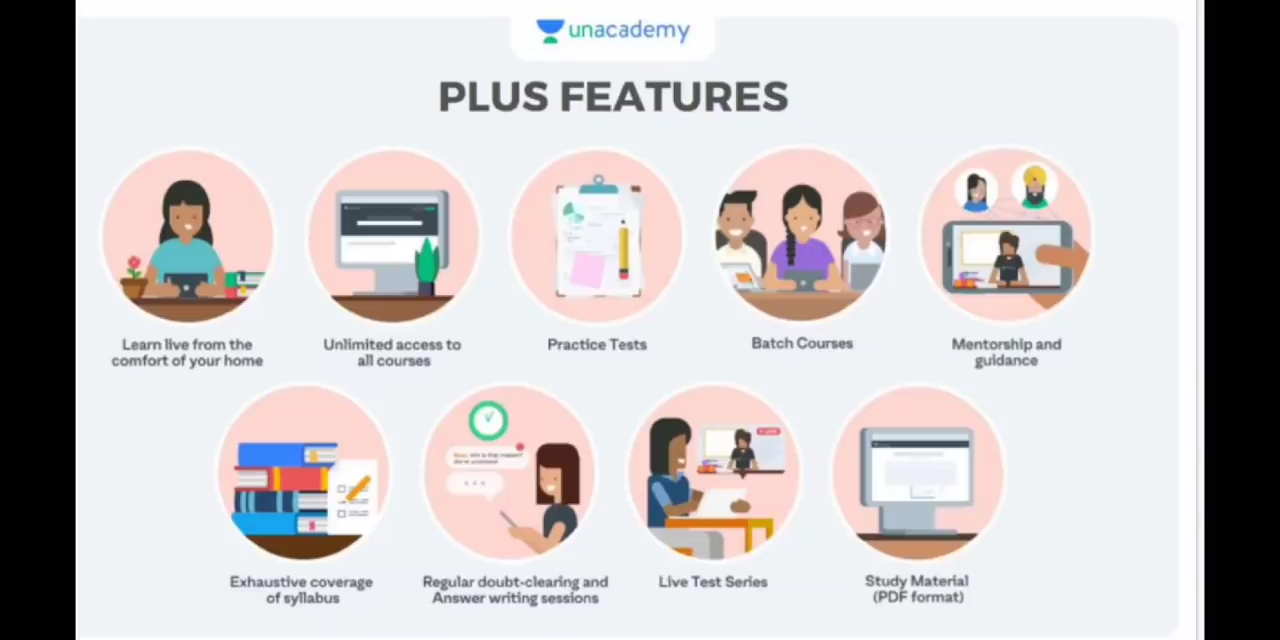 unacademy
PLUS FEATURES
Learn live from the
comfort of your home
Unlimited access to
all courses
Practice Tests
Batch Courses
Mentorship and
guidance
Exhaustive coverage
of syllabus
Regular doubt-clearing and
Answer writing sessions
Live Test Series
Study Material
(PDF format)